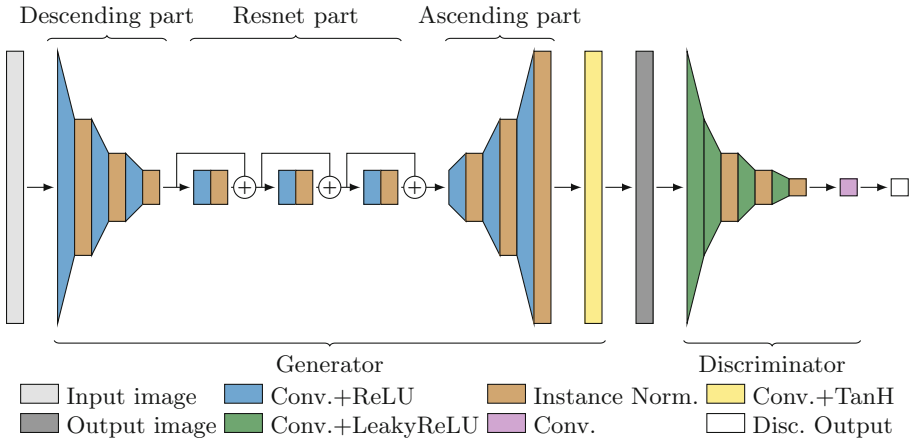 Descending part
Resnet part
Ascending part
Generator
Discriminator
Input image
Conv.+ReLU
Instance Norm.
Conv.+TanH
Output image
Conv.+LeakyReLU
Conv.
Disc. Output